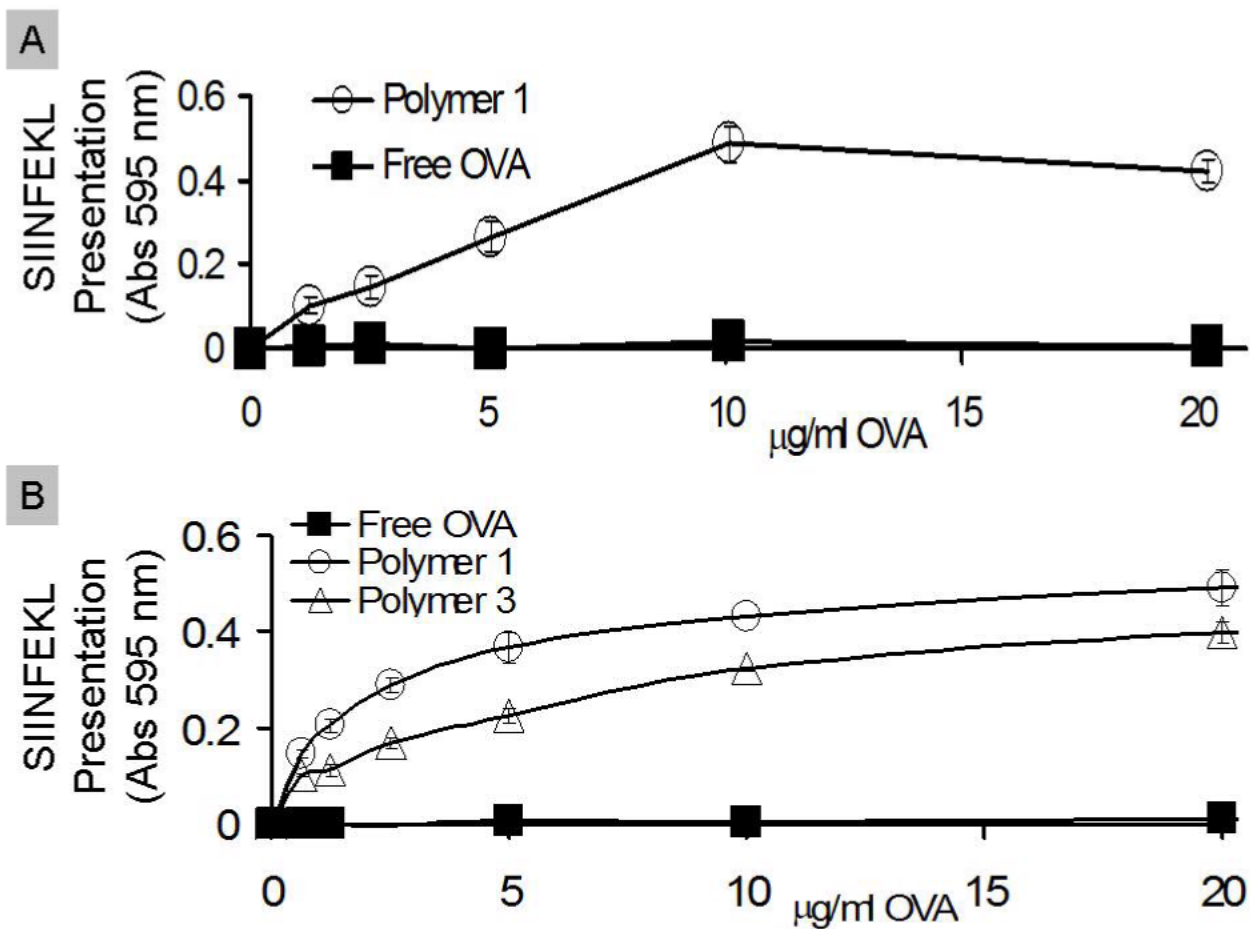 A
SIINFEKL
Presentation
(Abs 595 nm)
0.6
0.4
0.2
0
Polymer 1
Free OVA
0
5
10
15
20
µg/ml OVA
B
SIINFEKL
Presentation
(Abs 595 nm)
0.6
0.4
0.2
0
Free OVA
Polymer 1
Polymer 3
0
5
10
15
20
µg/ml OVA